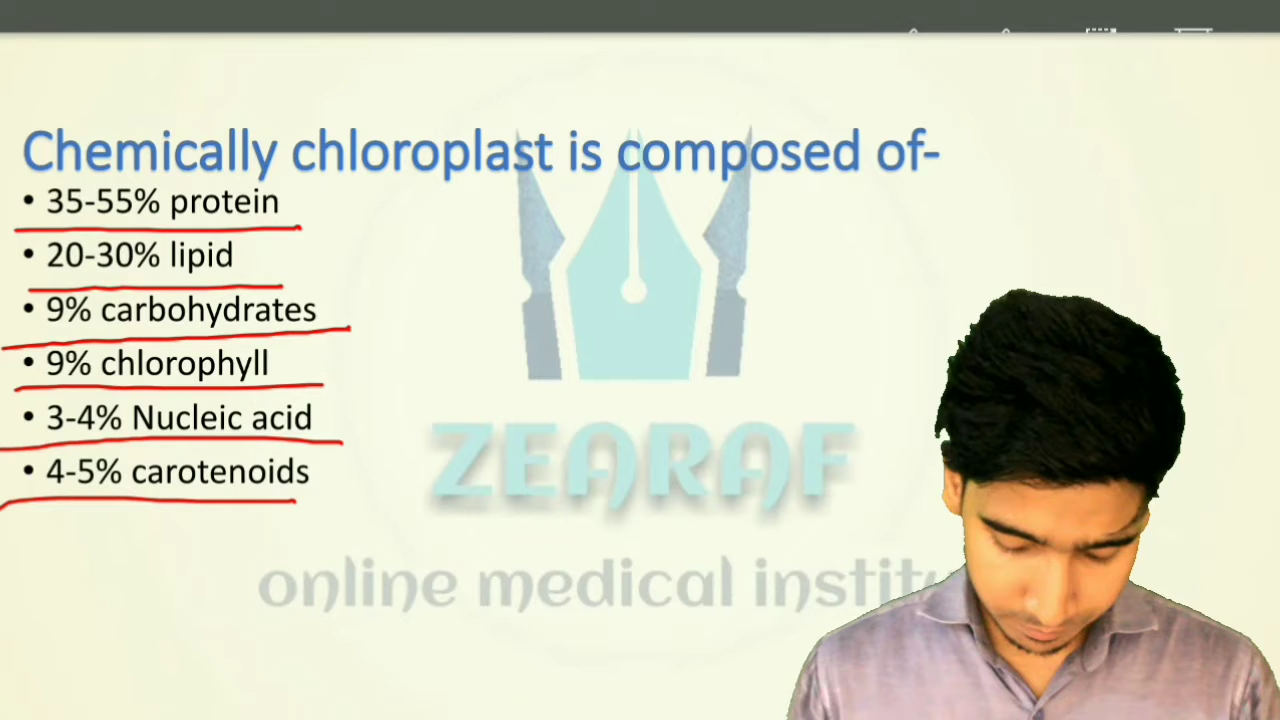 Chemically chloroplast is composed of-
• 35-55% protein
• 20-30% lipid
• 9% carbohydrates
• 9% chlorophyll
• 3-4% Nucleic acid
• 4-5% carotenoids
ZEARAF
online medical